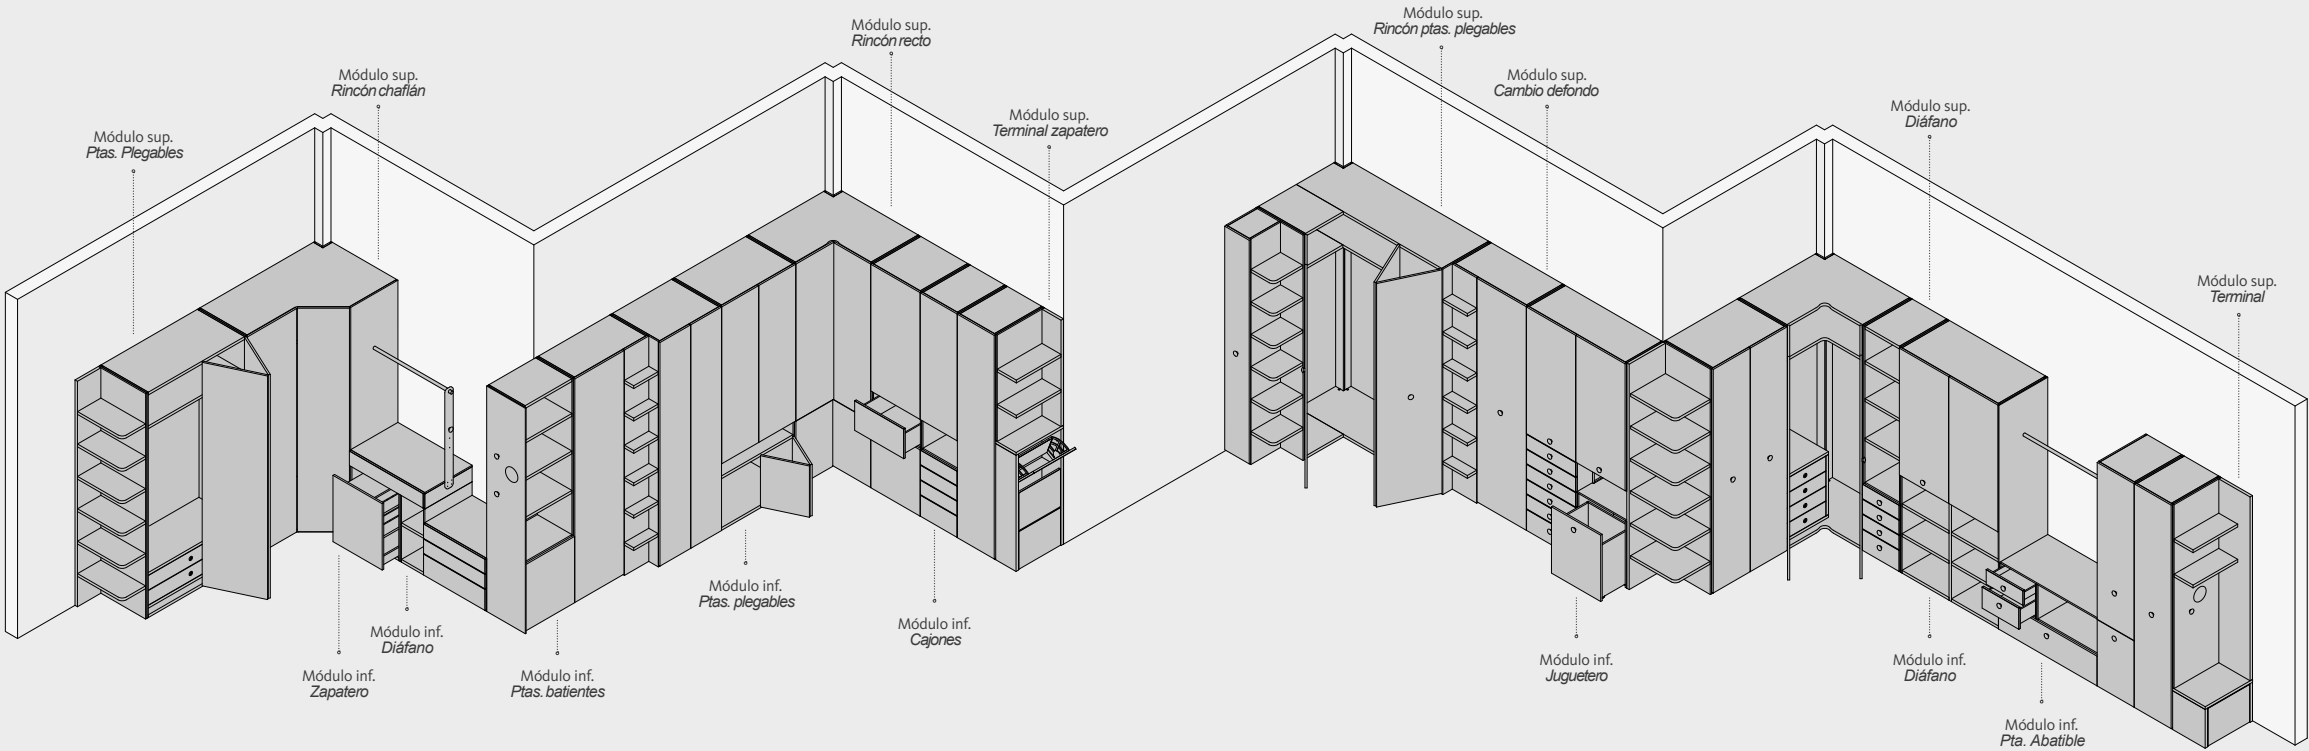 Módulo sup.
Ptas. Plegables
Módulo sup.
Rincón chaflán
Módulo sup.
Rincón recto
Módulo sup.
Terminal zapatero
Módulo sup.
Rincón ptas. plegables
Módulo sup.
Cambio defondo
Módulo sup.
Diáfano
Módulo sup.
Terminal
Módulo inf.
Zapatero
Módulo inf.
Diáfano
Módulo inf.
Ptas. batientes
Módulo inf.
Ptas. plegables
Módulo inf.
Cajones
Módulo inf.
Juguetero
Módulo inf.
Diáfano
Módulo inf.
Pta. Abatible